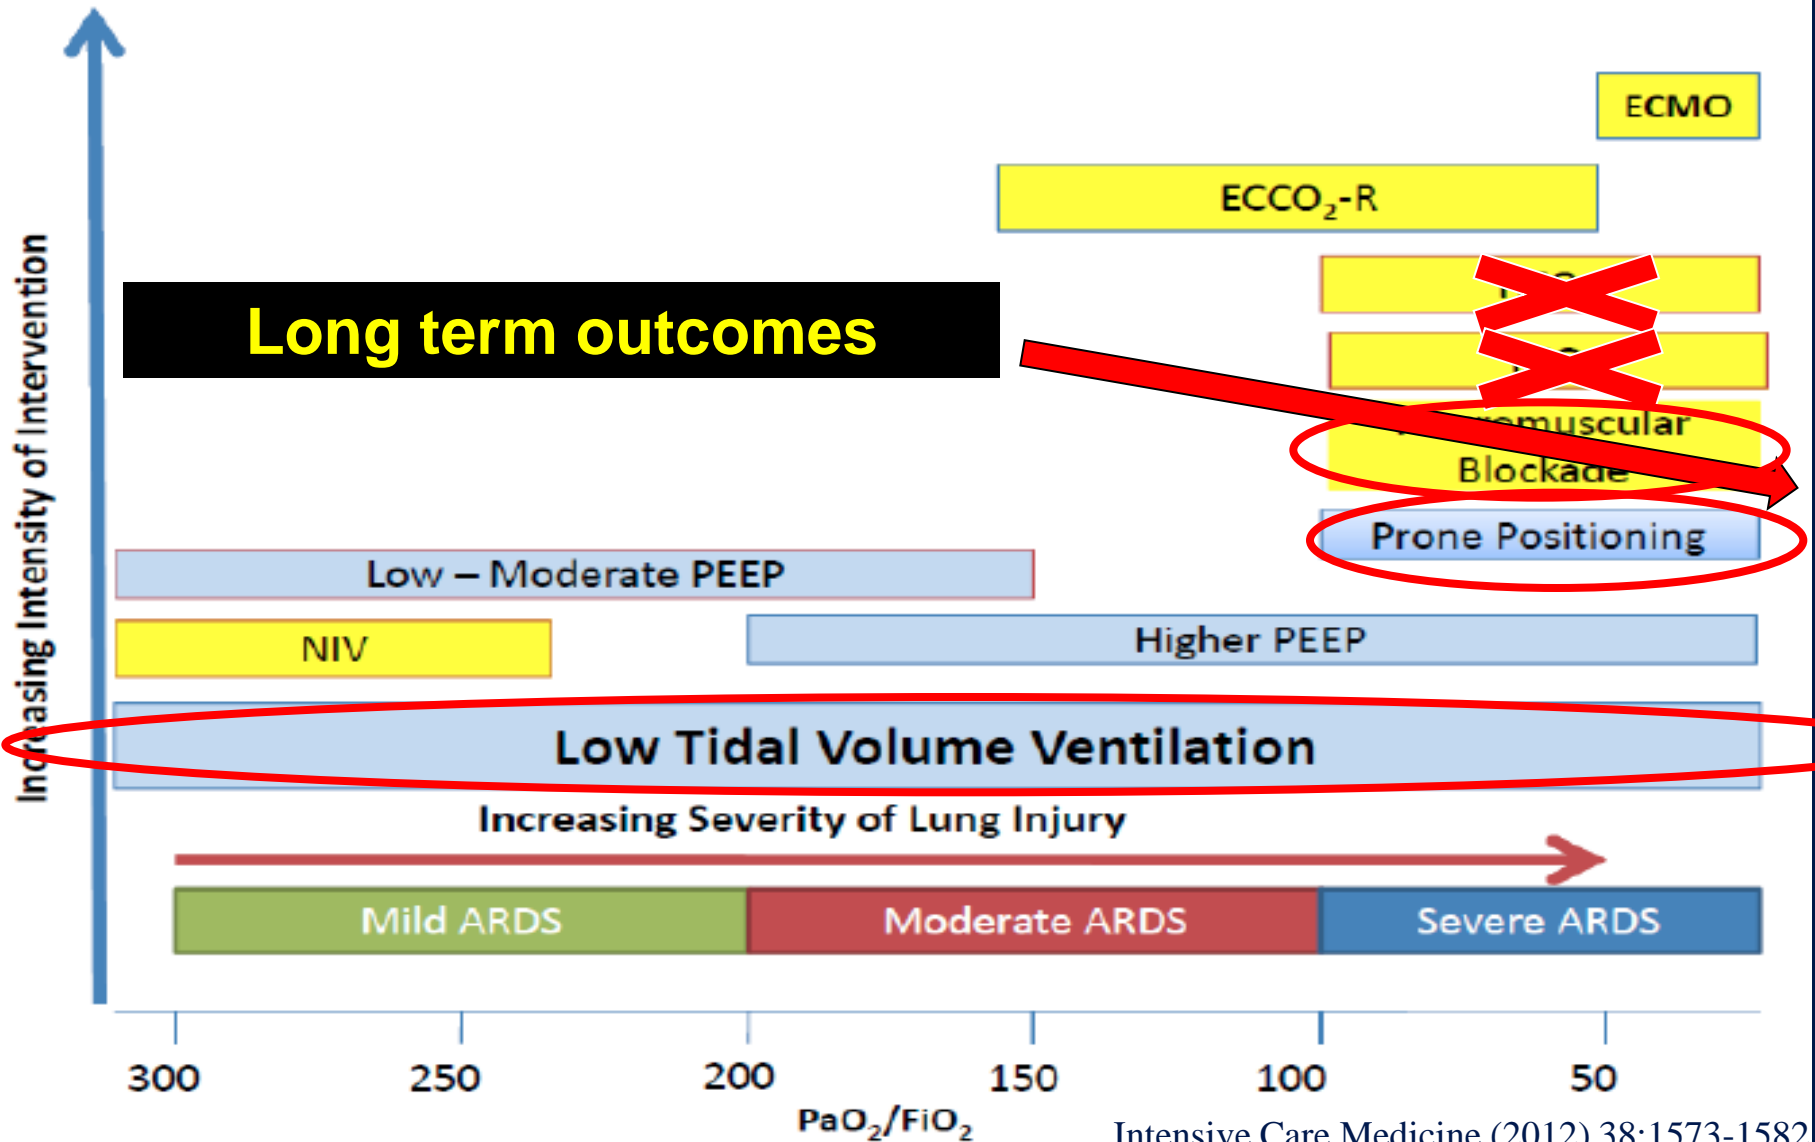 ECMO
ECCO₂-R
Long term outcomes
Blockade
Prone Positioning
Low – Moderate PEEP
Higher PEEP
NIV
Low Tidal Volume Ventilation
Increasing Severity of Lung Injury
Mild ARDS
Moderate ARDS
Severe ARDS
300
250
200
150
100
50
PaO₂/FiO₂
Increasing Intensity of Intervention
Intensive Care Medicine (2012) 38:1573-1582